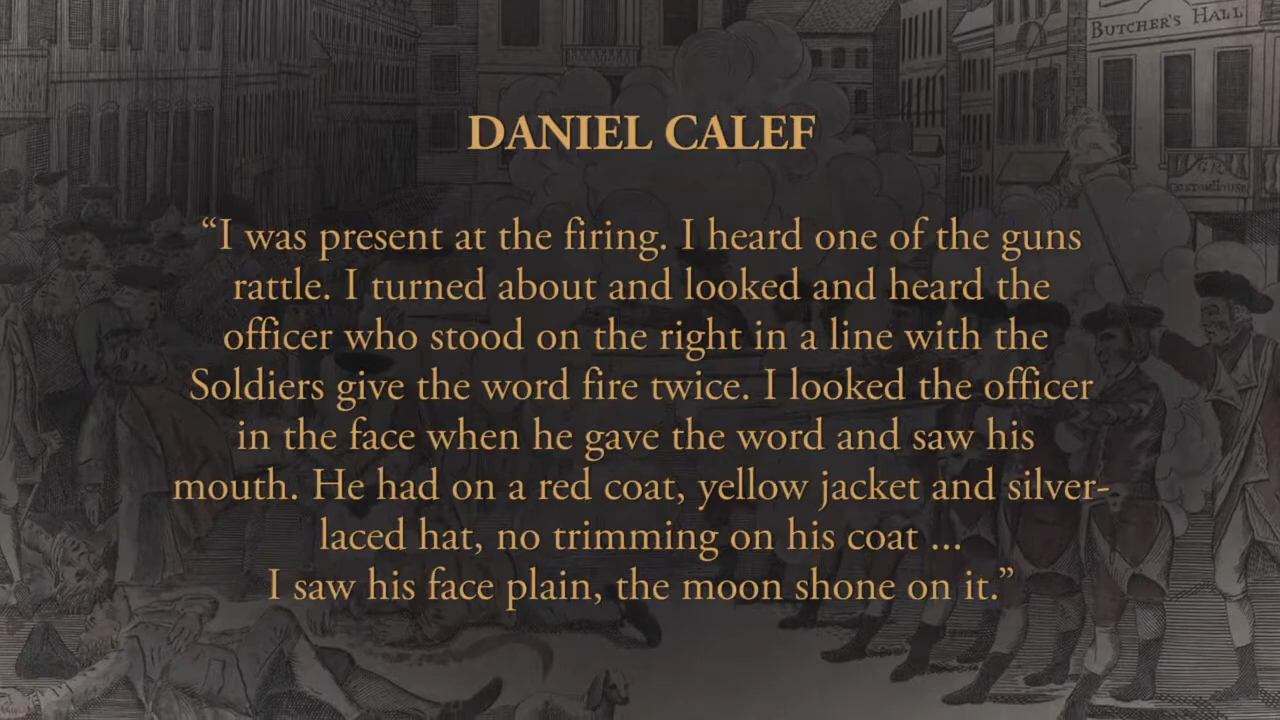 BUTCHER'S HALL
DANIEL CALEF
CUSTOMHOUSE
“I was present at the firing. I heard one of the guns
rattle. I turned about and looked and heard the
officer who stood on the right in a line with the
Soldiers give the word fire twice. I looked the officer
in the face when he gave the word and saw his
mouth. He had on a red coat, yellow jacket and silver-
laced hat, no trimming on his coat ...
I saw his face plain, the moon shone on it.”